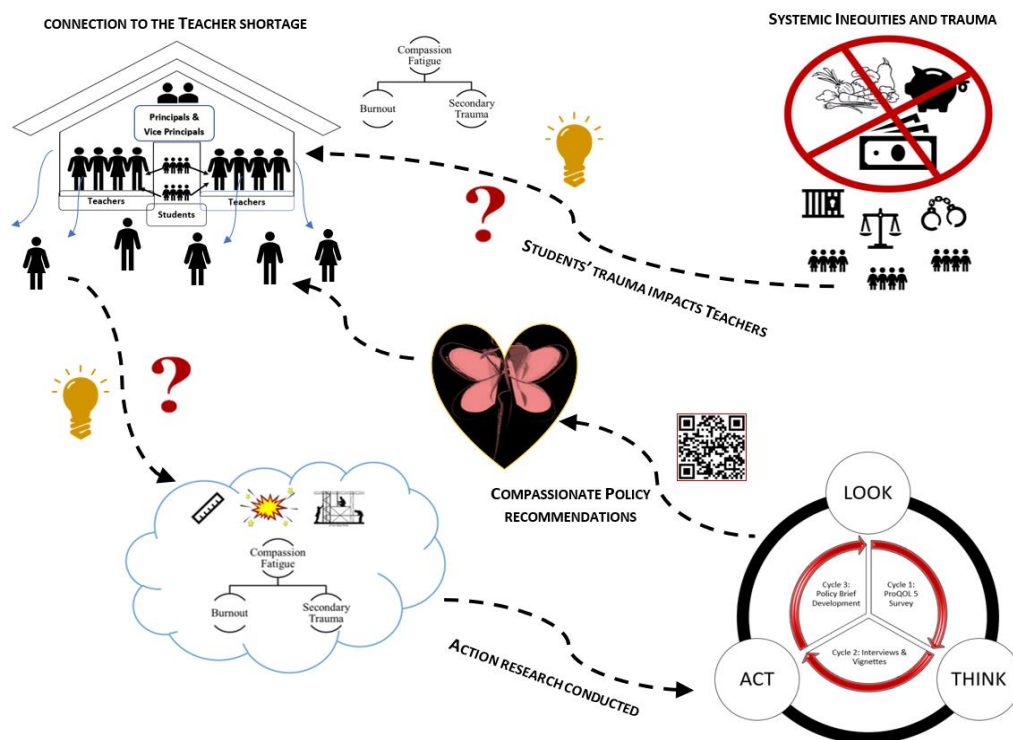 CONNECTION TO THE TEACHER SHORTAGE
SYSTEMIC INEQUITIES AND TRAUMA
Compassion
Fatigue
Burnout
Secondary
Trauma
Principals &
Vice Principals
Teachers
Students
Teachers
?
STUDENTS' TRAUMA IMPACTS TEACHERS
?
COMPASSIONATE POLICY
RECOMMENDATIONS
Compassion
Fatigue
Burnout
Secondary
Trauma
ACTION RESEARCH CONDUCTED
LOOK
Cycle 3:
Policy Brief
Development
Cycle 1:
ProQOL 5
Survey
Cycle 2: Interviews &
Vignettes
ACT
THINK